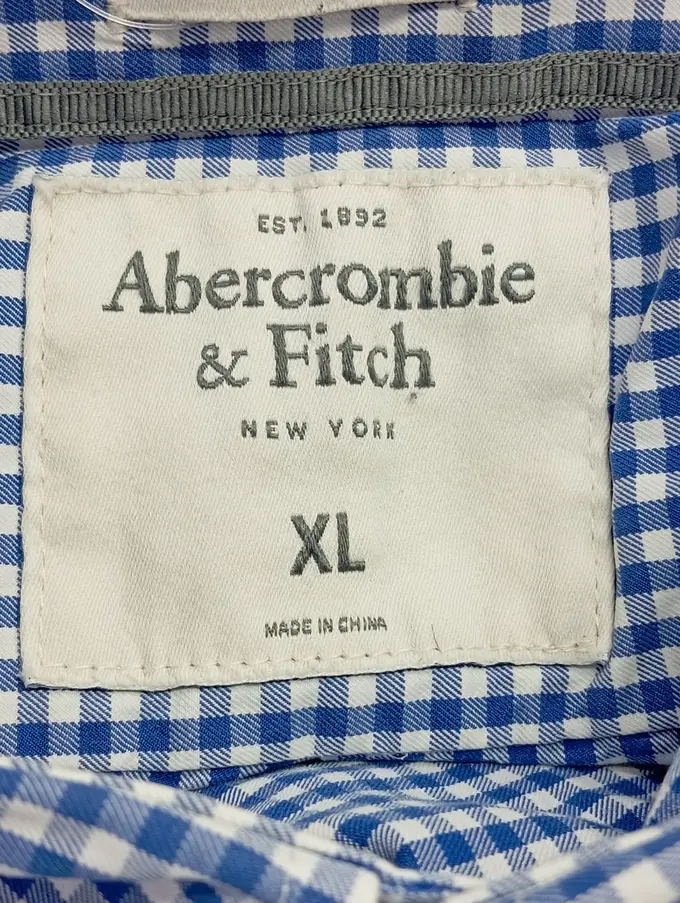 EST. 1892
Abercrombie
& Fitch
NEW YORK
XL
MADE IN CHINA